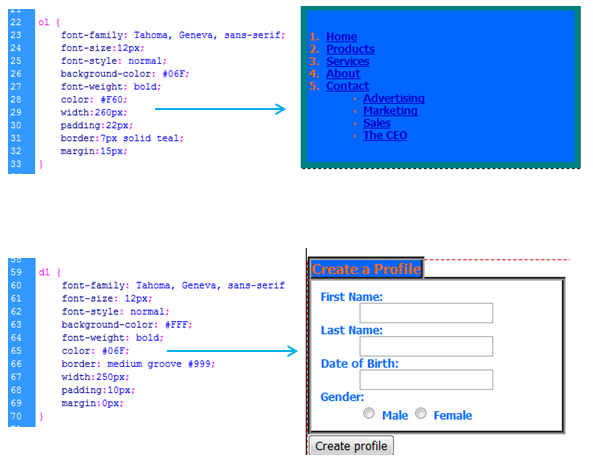 21
22 ol {
23 font-family: Tahoma, Geneva, sans-serif;
24 font-size:12px;
25 font-style: normal;
26 background-color: #06F;
27 font-weight: bold;
28 color: #F60;
29 width:260px;
30 padding:22px;
31 border:7px solid teal;
32 margin:15px;
33 }
1. Home
2. Products
3. Services
4. About
5. Contact
Advertising
Marketing
Sales
The CEO
58
59 dl {
60 font-family: Tahoma, Geneva, sans-serif
61 font-size: 12px;
62 font-style: normal;
63 background-color: #FFF;
64 font-weight: bold;
65 color: #06F;
66 border: medium groove #999;
67 width:250px;
68 padding:10px;
69 margin:0px;
70 }
Create a Profile
First Name:
Last Name:
Date of Birth:
Gender:
Male Female
Create profile